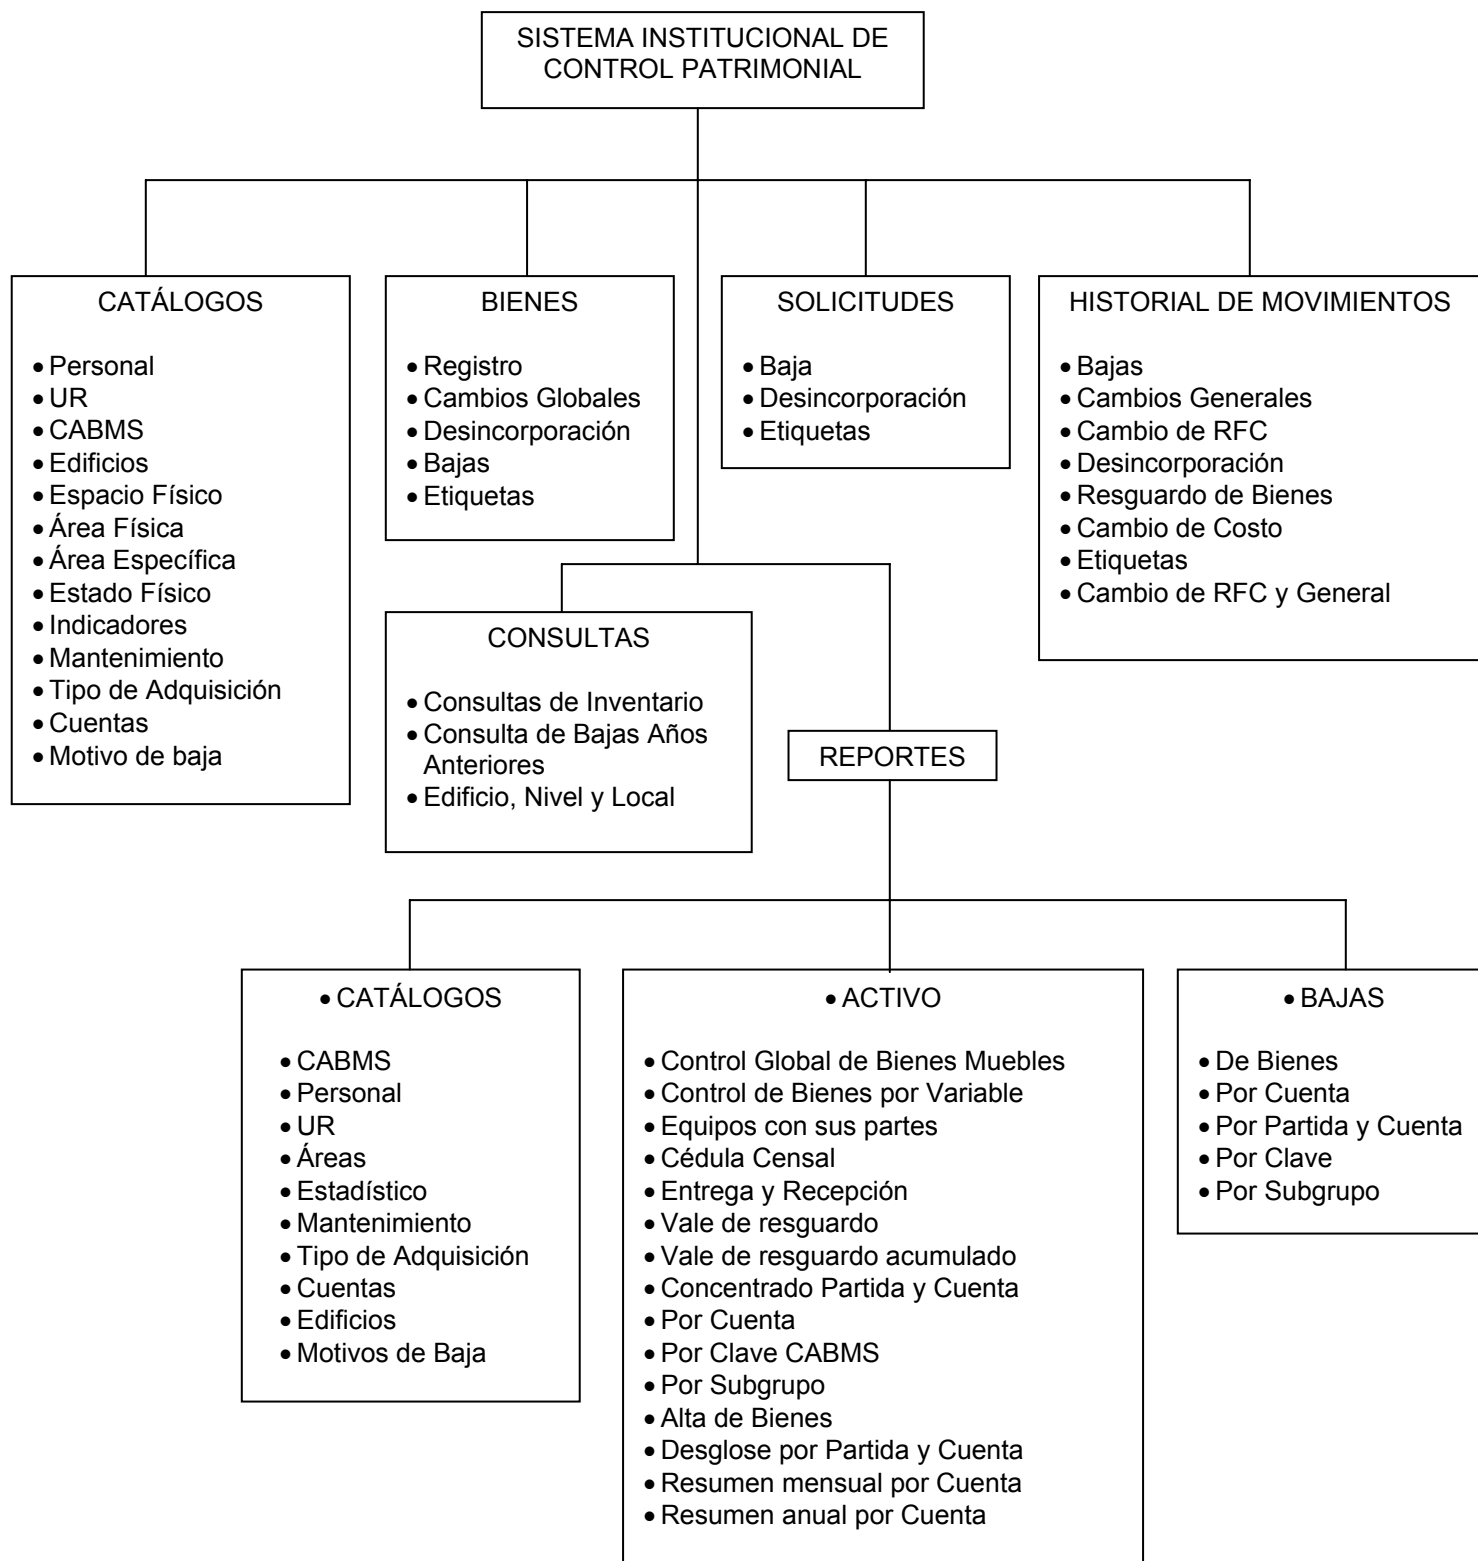 SISTEMA INSTITUCIONAL DE
CONTROL PATRIMONIAL
CATÁLOGOS
• Personal
• UR
• CABMS
• Edificios
• Espacio Físico
• Área Física
• Área Específica
• Estado Físico
• Indicadores
• Mantenimiento
• Tipo de Adquisición
• Cuentas
• Motivo de baja
BIENES
• Registro
• Cambios Globales
• Desincorporación
• Bajas
• Etiquetas
SOLICITUDES
• Baja
• Desincorporación
• Etiquetas
HISTORIAL DE MOVIMIENTOS
• Bajas
• Cambios Generales
• Cambio de RFC
• Desincorporación
• Resguardo de Bienes
• Cambio de Costo
• Etiquetas
• Cambio de RFC y General
CONSULTAS
• Consultas de Inventario
• Consulta de Bajas Años
Anteriores
• Edificio, Nivel y Local
REPORTES
• CATÁLOGOS
• CABMS
• Personal
• UR
• Áreas
• Estadístico
• Mantenimiento
• Tipo de Adquisición
• Cuentas
• Edificios
• Motivos de Baja
• ACTIVO
• Control Global de Bienes Muebles
• Control de Bienes por Variable
• Equipos con sus partes
• Cédula Censal
• Entrega y Recepción
• Vale de resguardo
• Vale de resguardo acumulado
• Concentrado Partida y Cuenta
• Por Cuenta
• Por Clave CABMS
• Por Subgrupo
• Alta de Bienes
• Desglose por Partida y Cuenta
• Resumen mensual por Cuenta
• Resumen anual por Cuenta
• BAJAS
• De Bienes
• Por Cuenta
• Por Partida y Cuenta
• Por Clave
• Por Subgrupo